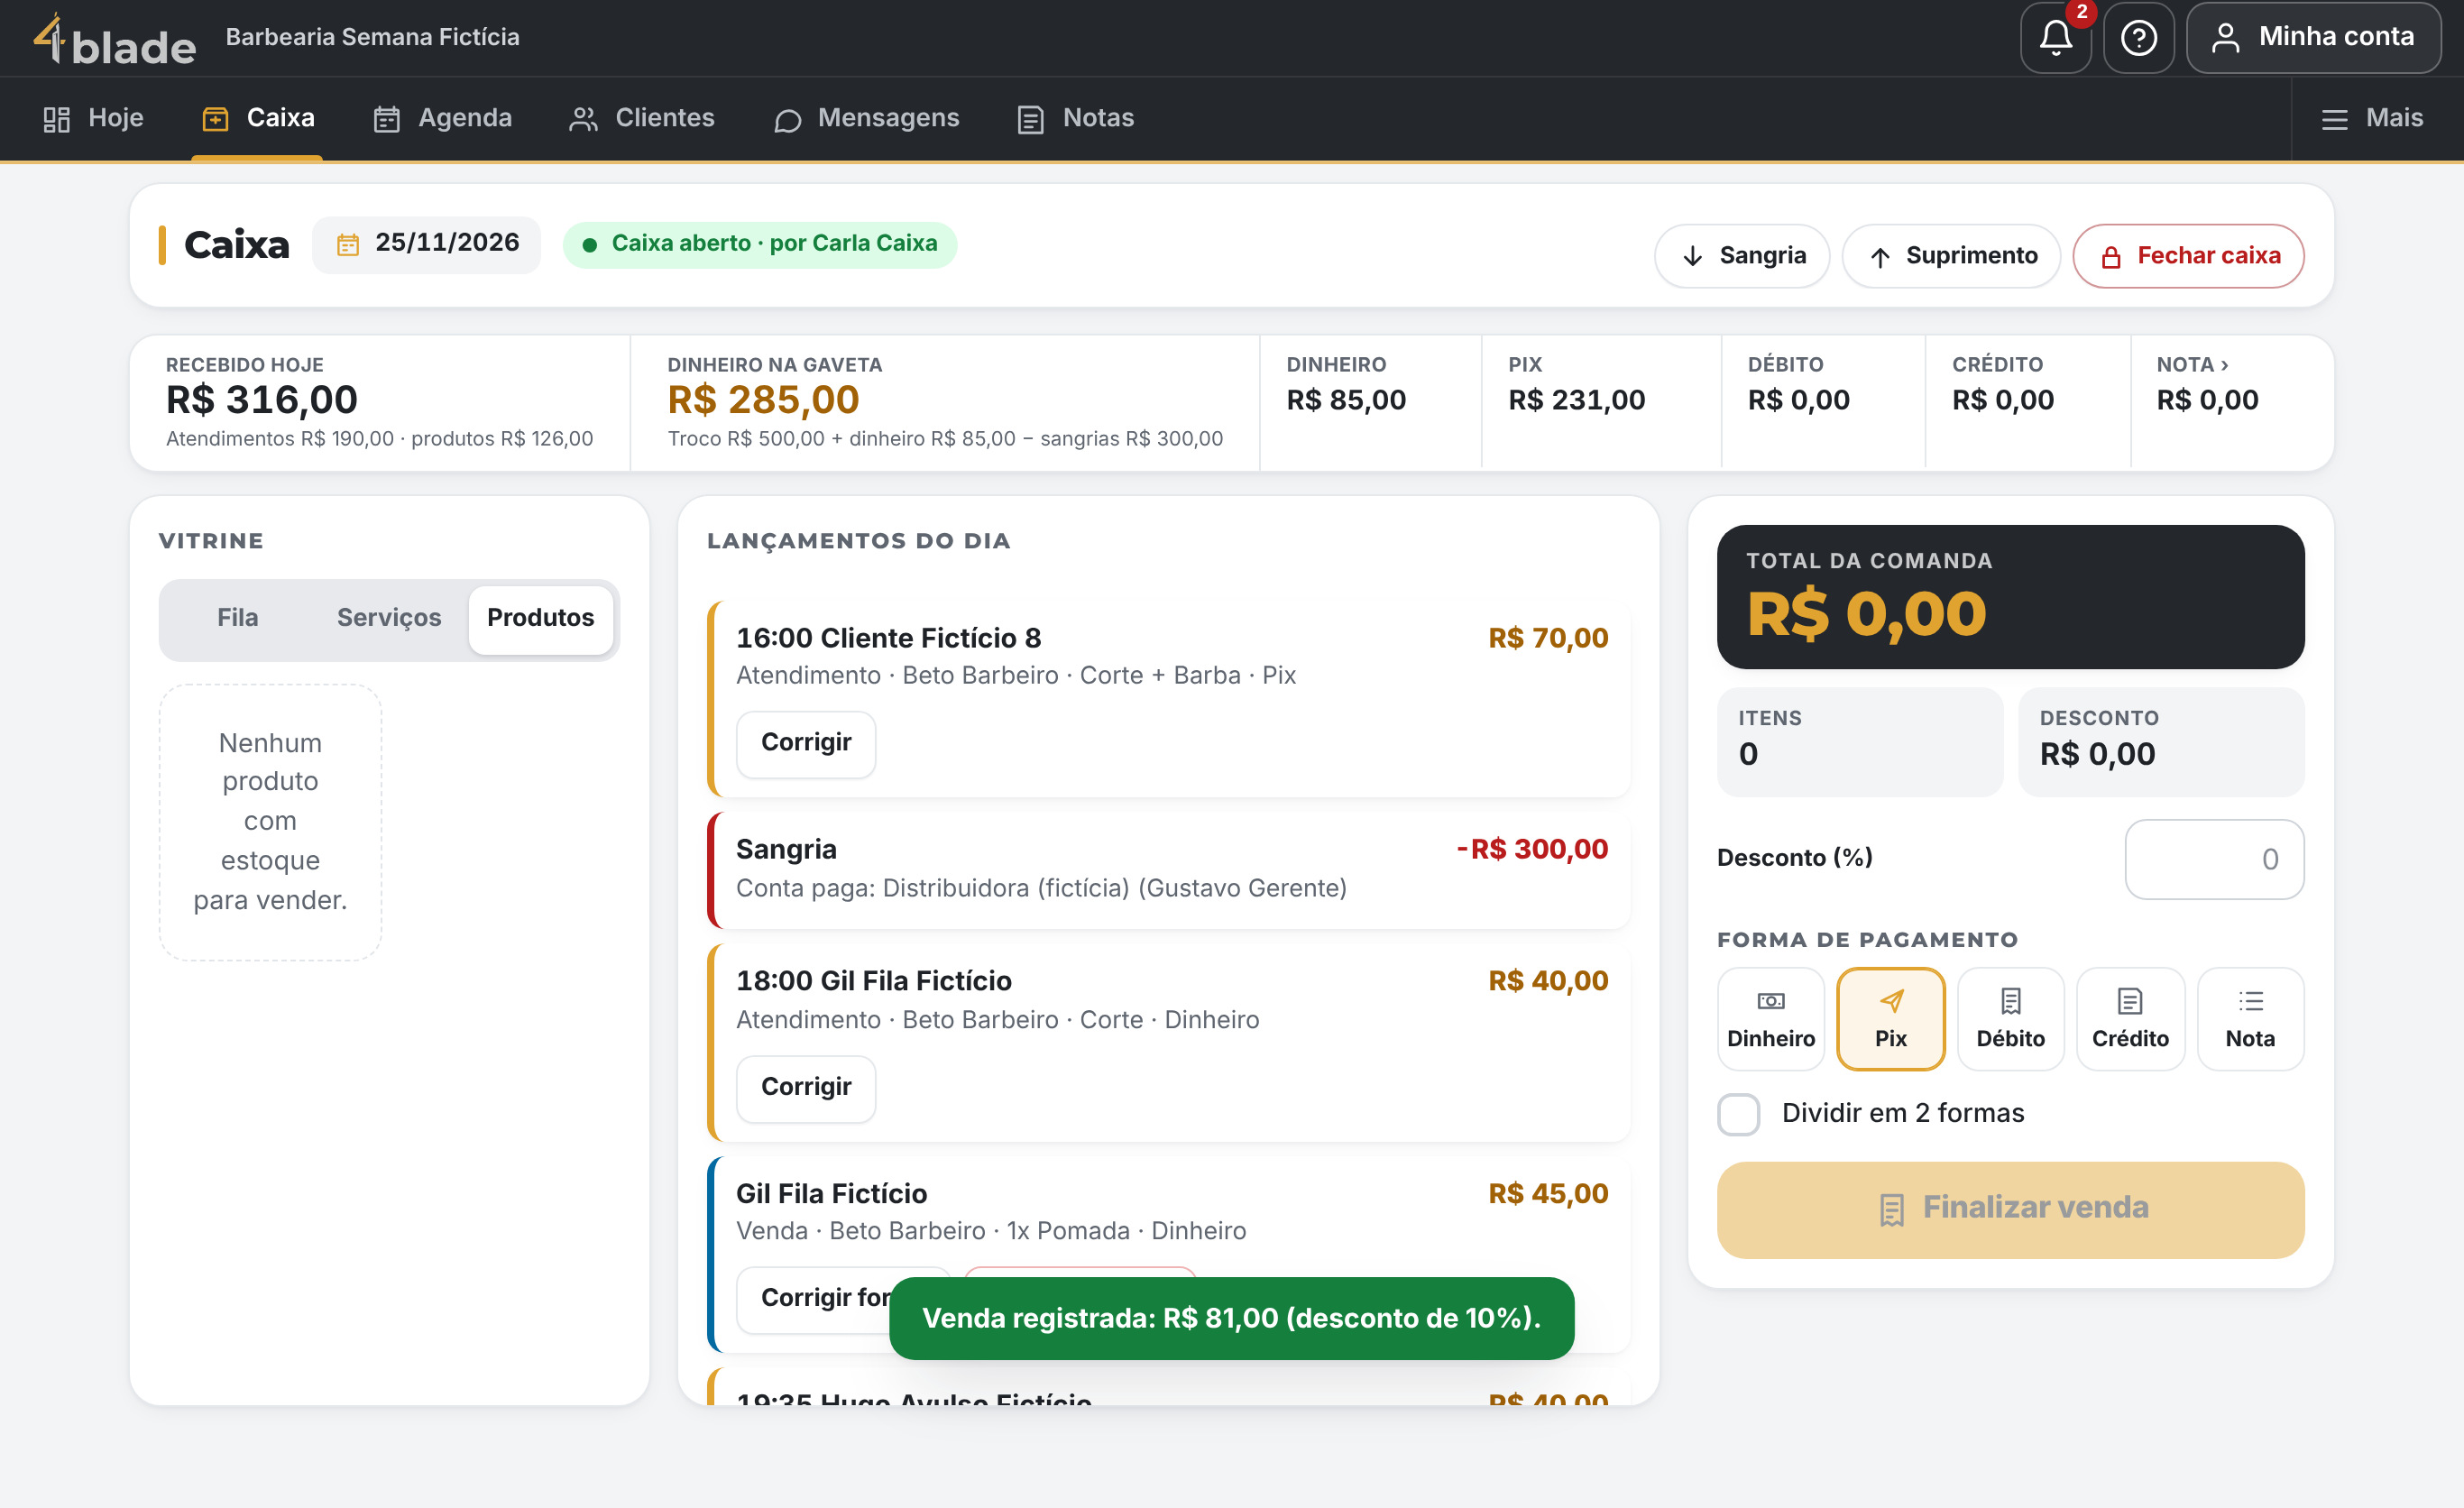 4blade
Barbearia Semana Fictícia
2
Minha conta
Hoje
Caixa
Agenda
Clientes
Mensagens
Notas
Mais
Caixa
25/11/2026
Caixa aberto · por Carla Caixa
Sangria
Suprimento
Fechar caixa
RECEBIDO HOJE
R$ 316,00
Atendimentos R$ 190,00 · produtos R$ 126,00
DINHEIRO NA GAVETA
R$ 285,00
Troco R$ 500,00 + dinheiro R$ 85,00 − sangrias R$ 300,00
DINHEIRO
R$ 85,00
PIX
R$ 231,00
DÉBITO
R$ 0,00
CRÉDITO
R$ 0,00
NOTA ›
R$ 0,00
VITRINE
Fila
Serviços
Produtos
Nenhum
produto
com
estoque
para vender.
LANÇAMENTOS DO DIA
16:00 Cliente Fictício 8
R$ 70,00
Atendimento · Beto Barbeiro · Corte + Barba · Pix
Corrigir
Sangria
-R$ 300,00
Conta paga: Distribuidora (fictícia) (Gustavo Gerente)
18:00 Gil Fila Fictício
R$ 40,00
Atendimento · Beto Barbeiro · Corte · Dinheiro
Corrigir
Gil Fila Fictício
R$ 45,00
Venda · Beto Barbeiro · 1x Pomada · Dinheiro
Corrigir for
Venda registrada: R$ 81,00 (desconto de 10%).
19:35 Hugo Avulso Fictício
R$ 40,00
TOTAL DA COMANDA
R$ 0,00
ITENS
0
DESCONTO
R$ 0,00
Desconto (%)
0
FORMA DE PAGAMENTO
Dinheiro
Pix
Débito
Crédito
Nota
Dividir em 2 formas
Finalizar venda